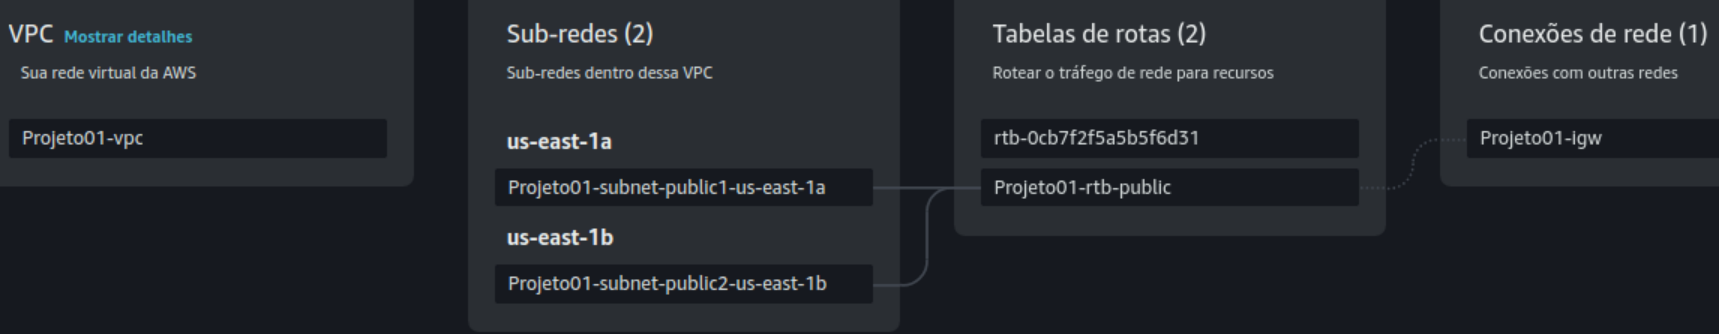 VPC Mostrar detalhes
Sua rede virtual da AWS
Projeto01-vpc
Sub-redes (2)
Sub-redes dentro dessa VPC
us-east-1a
Projeto01-subnet-public1-us-east-1a
us-east-1b
Projeto01-subnet-public2-us-east-1b
Tabelas de rotas (2)
Rotear o tráfego de rede para recursos
rtb-0cb7f2f5a5b5f6d31
Projeto01-rtb-public
Conexões de rede (1)
Conexões com outras redes
Projeto01-igw